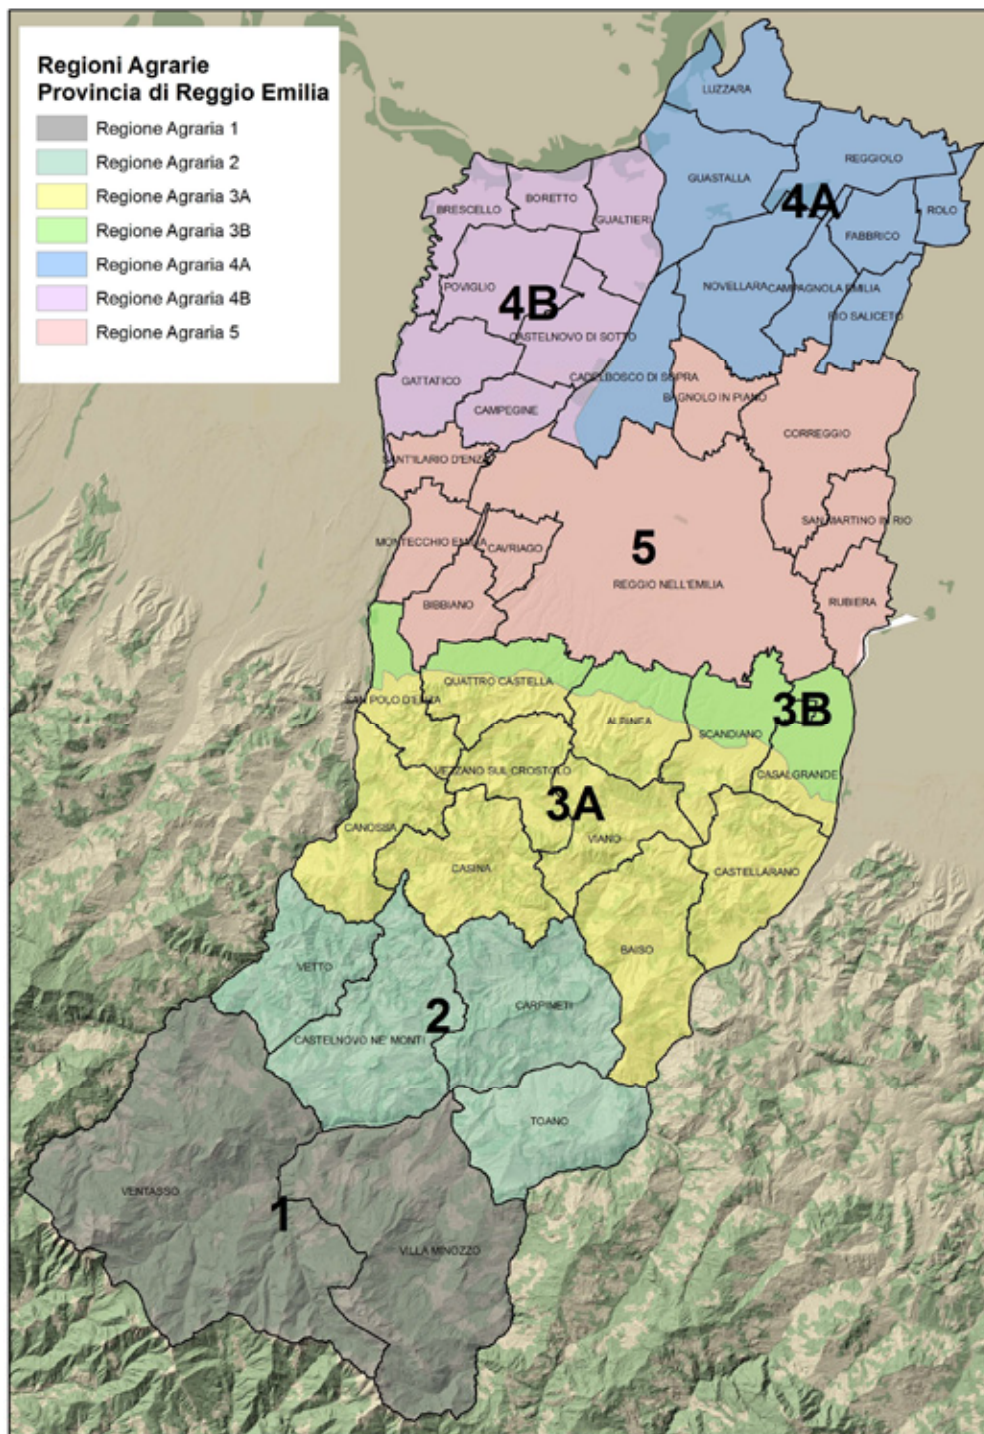 Regioni Agrarie
Provincia di Reggio Emilia
Regione Agraria 1
Regione Agraria 2
Regione Agraria 3A
Regione Agraria 3B
Regione Agraria 4A
Regione Agraria 4B
Regione Agraria 5
LUZZARA
REGGIOLO
GUASTALLA
4A
ROLO
BORETTO
BRESCELLO
GUALTIERI
FABBRICO
POVIGLIO
4B
NOVELLARA
CAMPAGNOLA EMILIA
RIO SALICETO
CASTELNOVO DI SOTTO
GATTATICO
CADELBOSCO DI SOPRA
BAGNOLO IN PIANO
CAMPEGINE
CORREGGIO
SANT'ILARIO D'ENZA
SAN MARTINO IN RIO
MONTECCHIO EMILIA
CAVRIAGO
5
REGGIO NELL'EMILIA
BIBBIANO
RUBIERA
QUATTRO CASTELLA
SAN POLO D'ENZA
ALBINEA
3B
SCANDIANO
VEZZANO SUL CROSTOLO
CASALGRANDE
3A
CANOSSA
VIANO
CASINA
CASTELLARANO
BAISO
VETTO
2
CARPINETI
CASTELNOVO NE' MONTI
TOANO
VENTASSO
1
VILLA MINOZZO